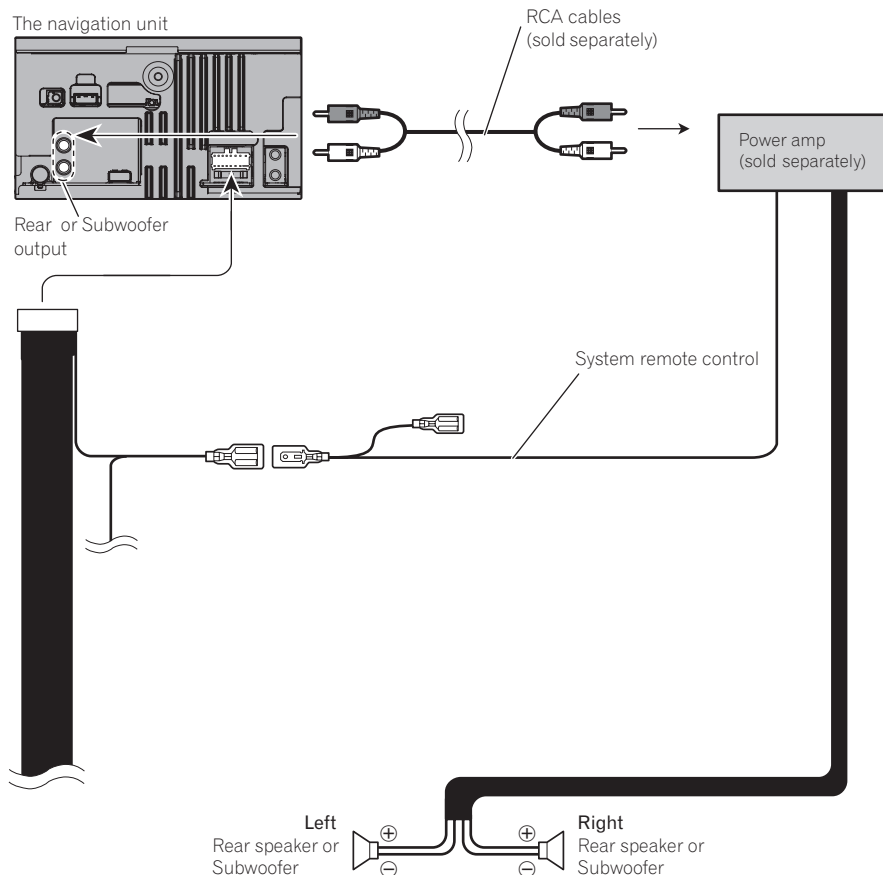 The navigation unit
RCA cables
(sold separately)
Power amp
(sold separately)
Rear or Subwoofer
output
System remote control
Left
Rear speaker or
Subwoofer
⊕
⊖
⊕
⊖
Right
Rear speaker or
Subwoofer